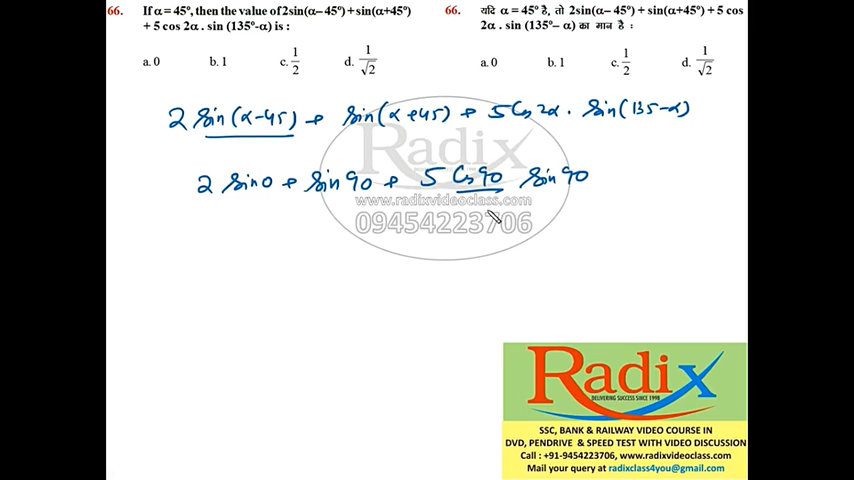 66. If α = 45°, then the value of 2sin(α– 45°) + sin(α+45°)
+ 5 cos 2α . sin (135°-α) is :
a. 0 b. 1 c. 1/2 d. 1/√2
66. यदि α = 45° है, तो 2sin(α– 45°) + sin(α+45°) + 5 cos
2α . sin (135°– α) का मान है :
a. 0 b. 1 c. 1/2 d. 1/√2
2 sin(α-45) + sin(α+45) + 5 Cos 2α . sin(135-α)
2 sin 0 + sin 90 + 5 Cos 90 sin 90
Radix
www.radixvideoclass.com
09454223706
Radix
DELIVERING SUCCESS SINCE 1998
SSC, BANK & RAILWAY VIDEO COURSE IN
DVD, PENDRIVE & SPEED TEST WITH VIDEO DISCUSSION
Call : +91-9454223706, www.radixvideoclass.com
Mail your query at radixclass4you@gmail.com